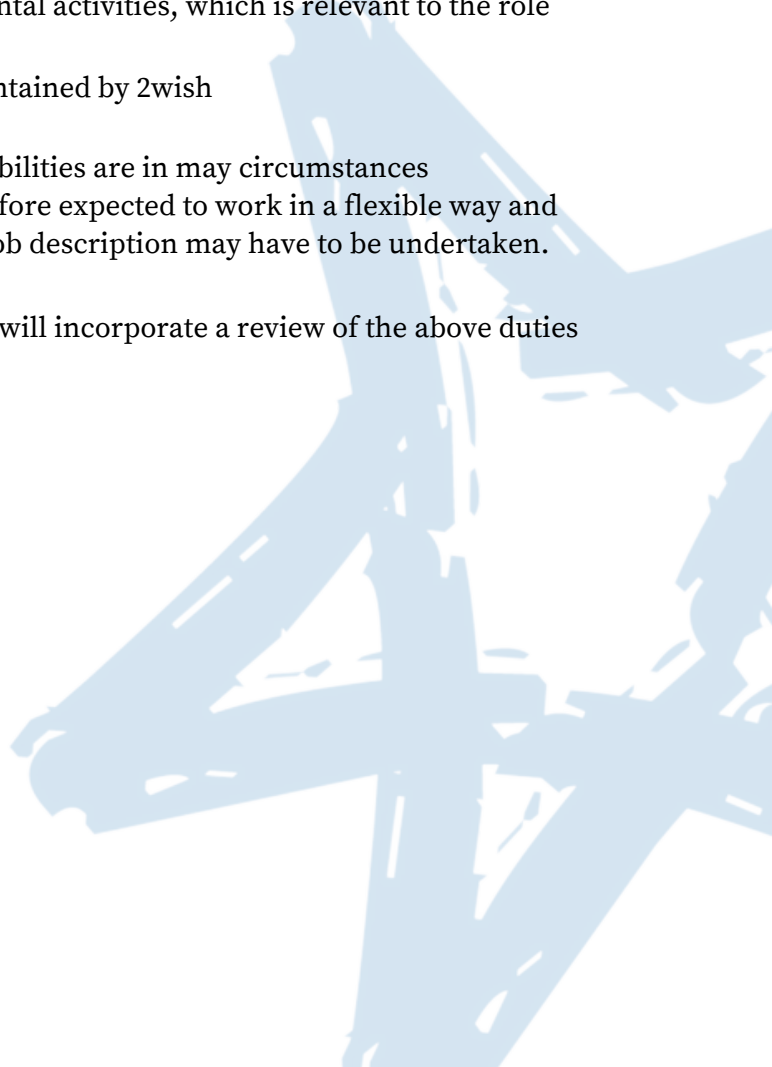 ntal activities, which is relevant to the role
ntained by 2wish
bilities are in may circumstances
fore expected to work in a flexible way and
ob description may have to be undertaken.
will incorporate a review of the above duties